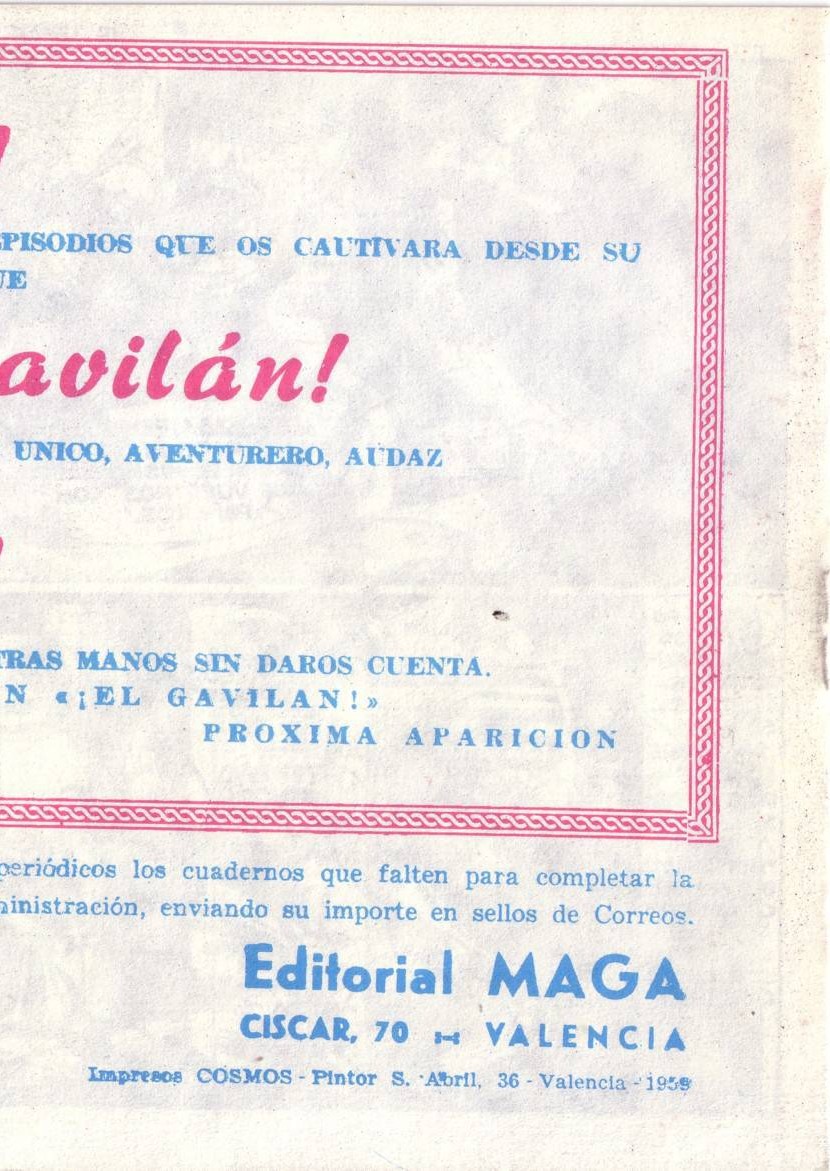 PISODIOS QUE OS CAUTIVARA DESDE SU
UE
avilán!
UNICO, AVENTURERO, AUDAZ
TRAS MANOS SIN DAROS CUENTA.
N «¡EL GAVILAN!»
PROXIMA APARICION
periódicos los cuadernos que falten para completar la
ministración, enviando su importe en sellos de Correos.
Editorial MAGA
CISCAR, 70 - VALENCIA
Impresos COSMOS - Pintor S. Abril, 36 - Valencia - 1959